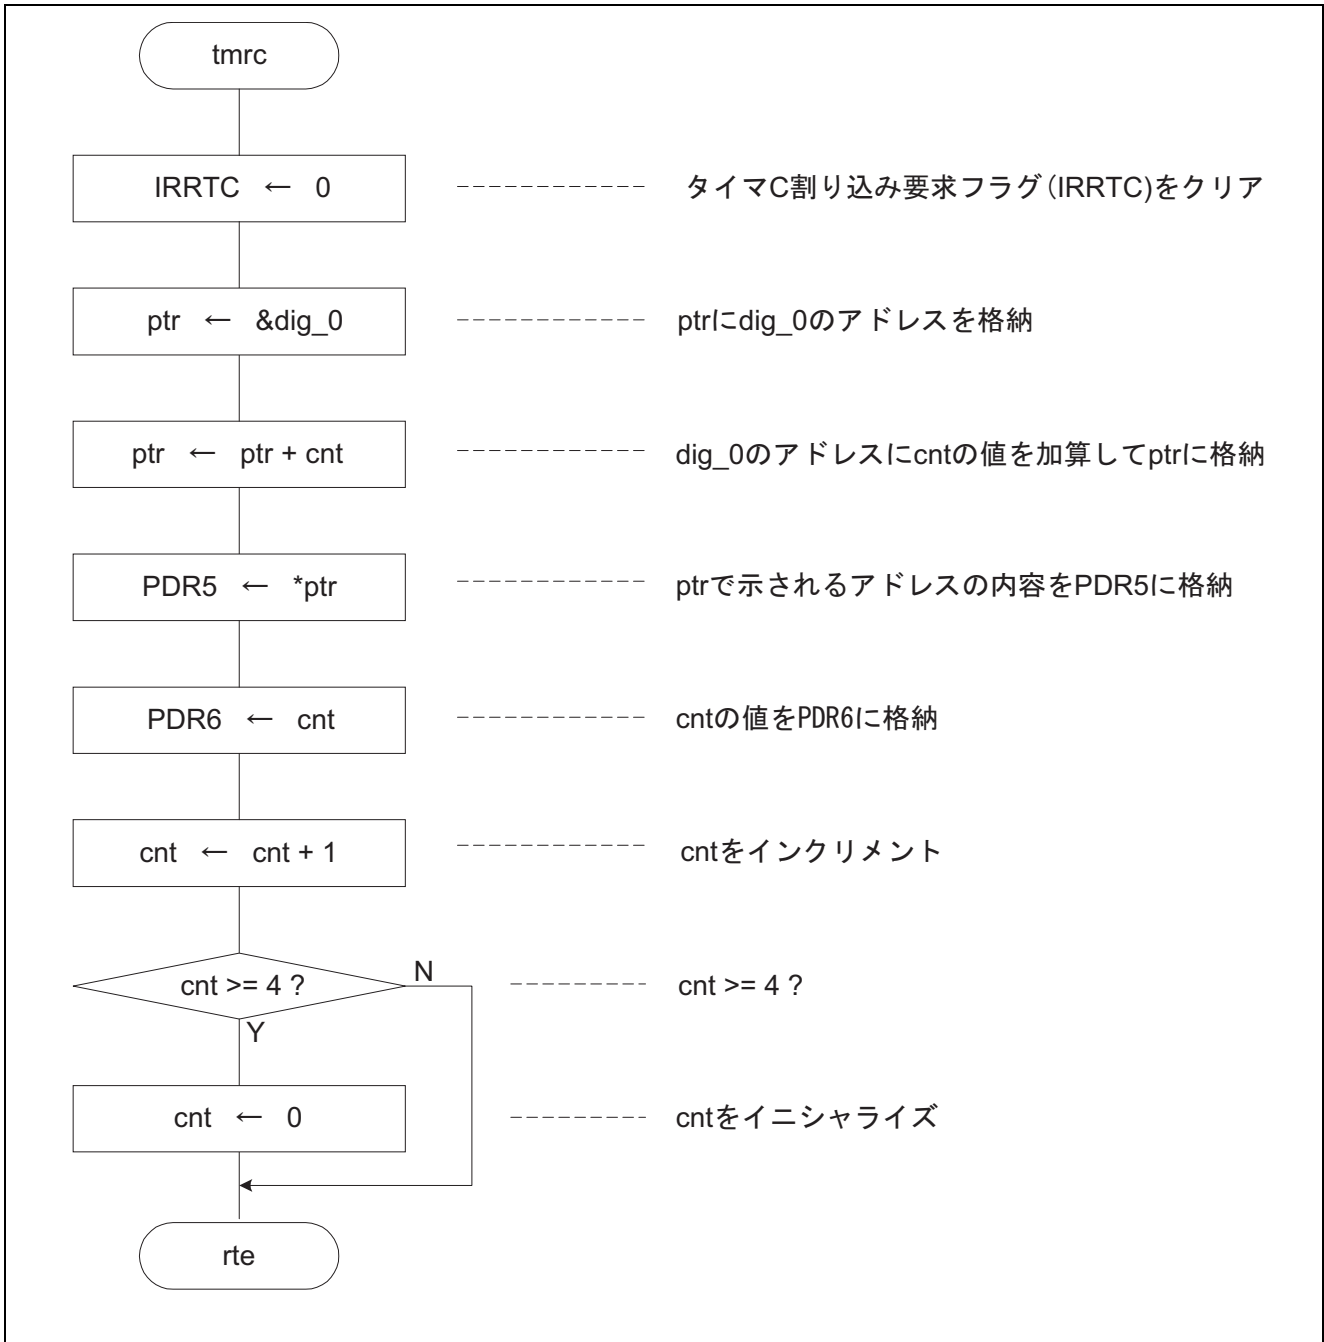 tmrc
IRRTC ← 0 タイマC割り込み要求フラグ(IRRTC)をクリア
ptr ← &dig_0 ptrにdig_0のアドレスを格納
ptr ← ptr + cnt dig_0のアドレスにcntの値を加算してptrに格納
PDR5 ← *ptr ptrで示されるアドレスの内容をPDR5に格納
PDR6 ← cnt cntの値をPDR6に格納
cnt ← cnt + 1 cntをインクリメント
cnt >= 4 ? N cnt >= 4 ?
Y
cnt ← 0 cntをイニシャライズ
rte